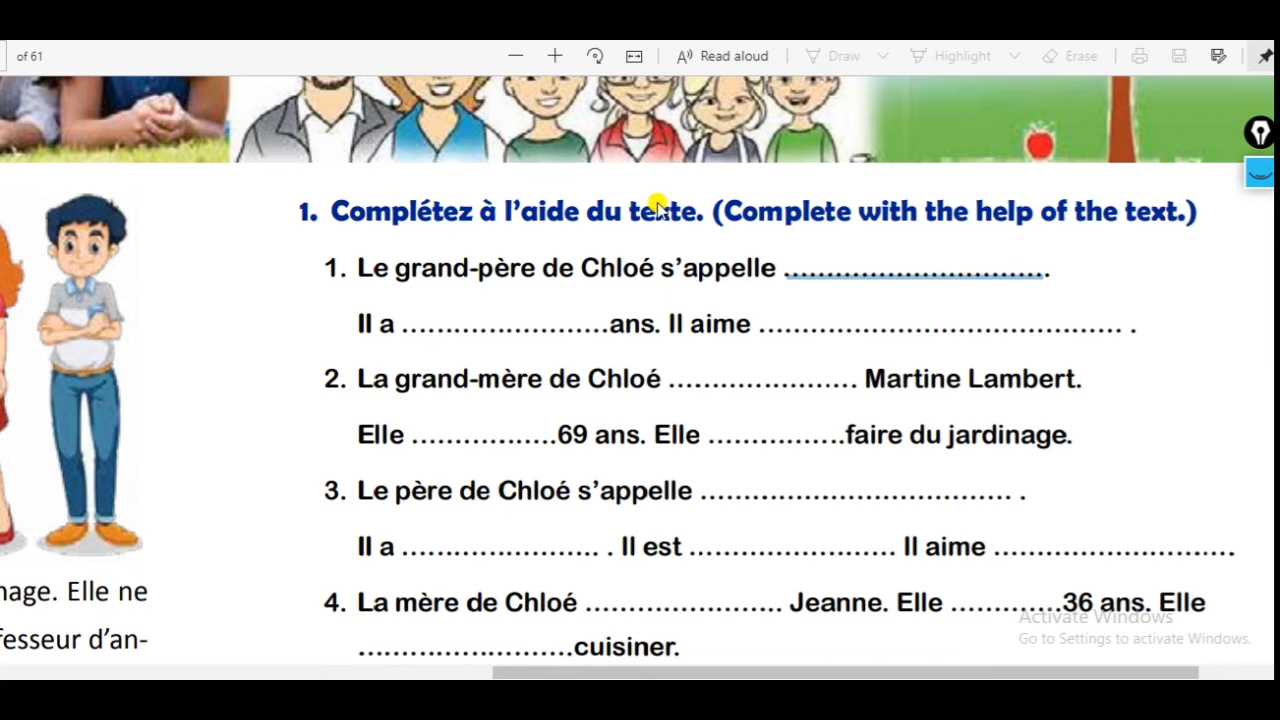 of 61
Read aloud
Draw
Highlight
Erase
1. Complétez à l'aide du texte. (Complete with the help of the text.)
1. Le grand-père de Chloé s'appelle ................................
Il a ........................ans. Il aime .......................................... .
2. La grand-mère de Chloé ...................... Martine Lambert.
Elle .................69 ans. Elle ................faire du jardinage.
3. Le père de Chloé s'appelle .................................... .
Il a ....................... . Il est ........................ Il aime ............................
4. La mère de Chloé ....................... Jeanne. Elle .............36 ans. Elle
.........................cuisiner.
nage. Elle ne
fesseur d'an-
Activate Windows
Go to Settings to activate Windows.